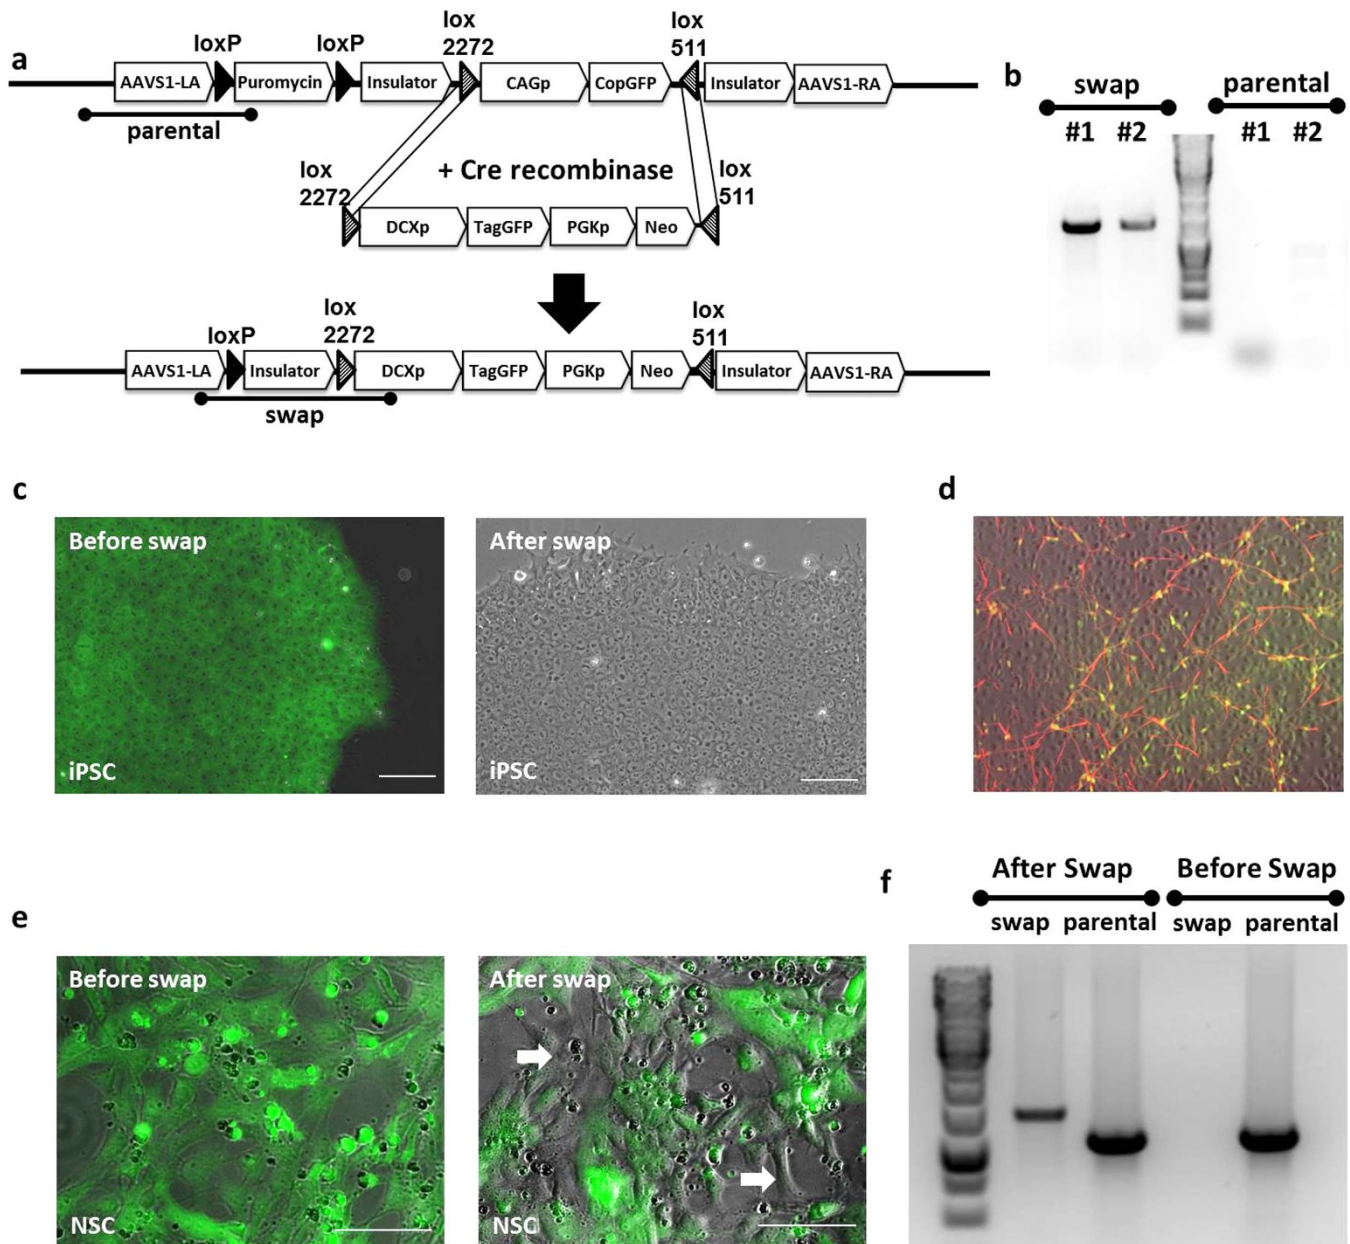 a
loxP
loxP
lox
2272
lox
511
AAVS1-LA
Puromycin
Insulator
CAGp
CopGFP
Insulator
AAVS1-RA
parental
lox
2272
+ Cre recombinase
lox
511
DCXp
TagGFP
PGKp
Neo
loxP
lox
2272
lox
511
AAVS1-LA
Insulator
DCXp
TagGFP
PGKp
Neo
Insulator
AAVS1-RA
swap
b
swap
parental
#1 #2
#1 #2
c
Before swap
iPSC
After swap
iPSC
d
e
Before swap
NSC
After swap
NSC
f
After Swap Before Swap
swap parental swap parental